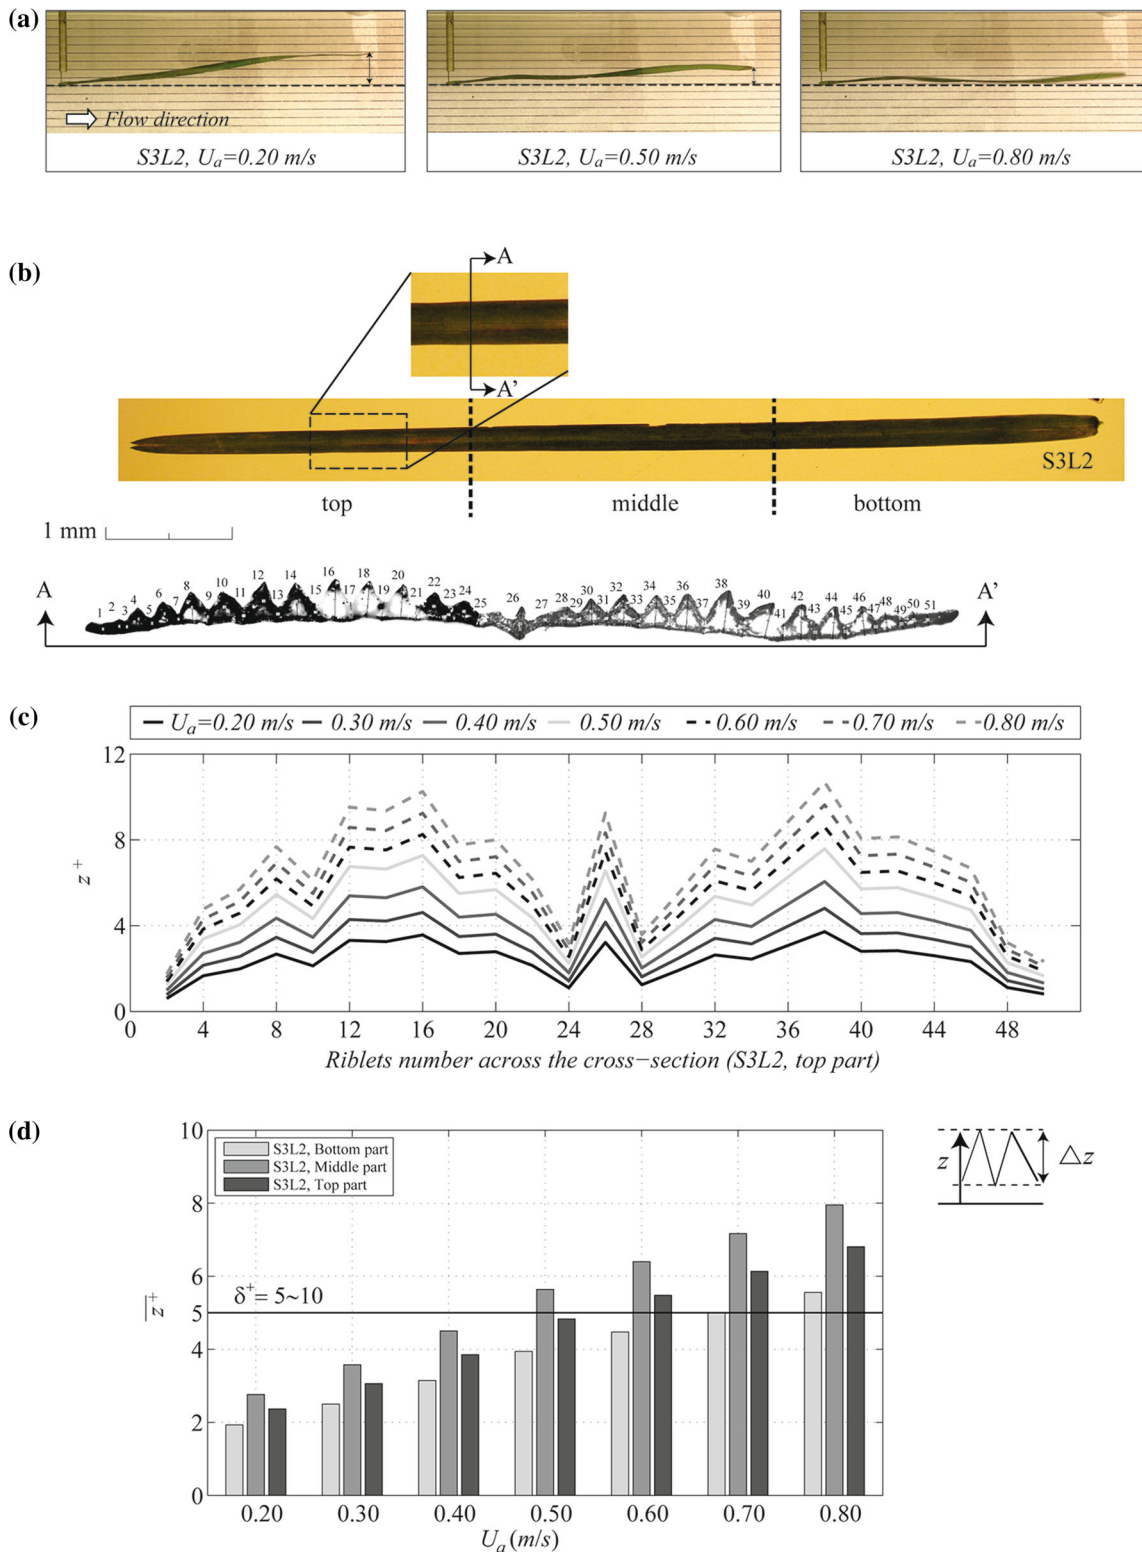 (a)
Flow direction
S3L2, Ua=0.20 m/s
S3L2, Ua=0.50 m/s
S3L2, Ua=0.80 m/s
(b)
A
A'
S3L2
top
middle
bottom
1 mm
A
1 2 3 4 5 6 7 8 9 10 11 12 13 14 15 16 17 18 19 20 21 22 23 24 25 26 27 28 29 30 31 32 33 34 35 36 37 38 39 40 41 42 43 44 45 46 47 48 49 50 51
A'
(c)
Ua=0.20 m/s 0.30 m/s 0.40 m/s 0.50 m/s 0.60 m/s 0.70 m/s 0.80 m/s
12
8
4
0
z+
0 4 8 12 16 20 24 28 32 36 40 44 48
Riblets number across the cross−section (S3L2, top part)
(d)
10
8
6
5
4
2
0
z+
S3L2, Bottom part
S3L2, Middle part
S3L2, Top part
δ+= 5~10
0.20 0.30 0.40 0.50 0.60 0.70 0.80
Ua (m/s)
z
△z